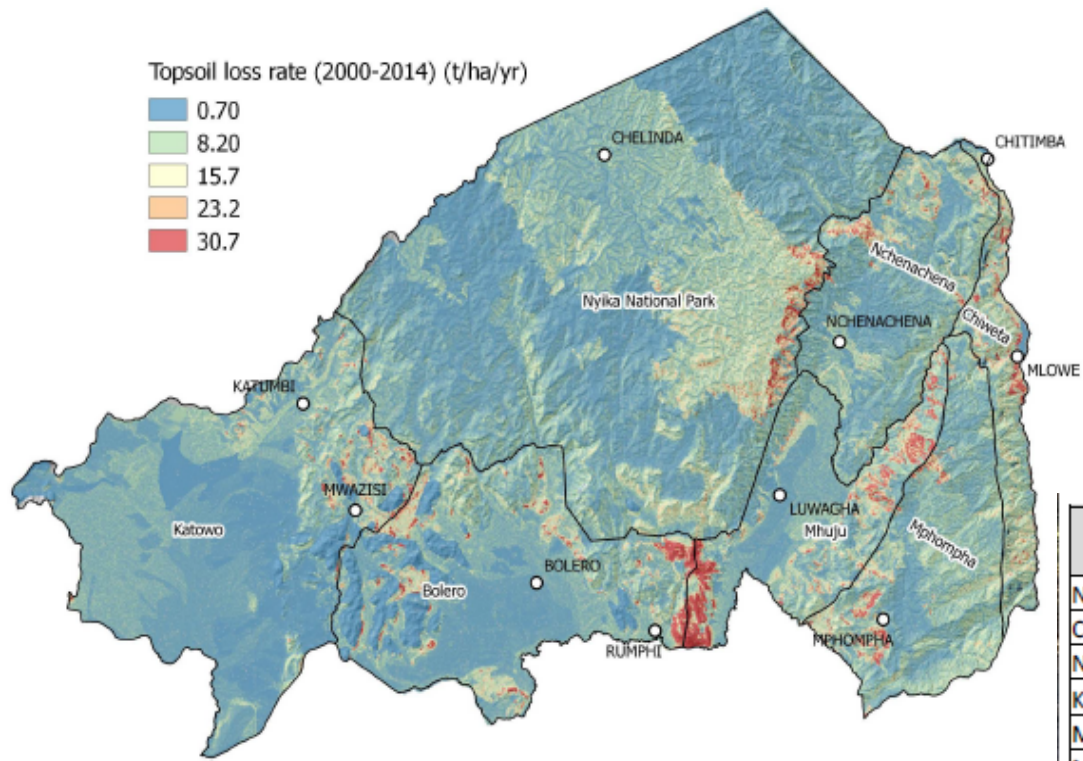 Topsoil loss rate (2000-2014) (t/ha/yr)
0.70
8.20
15.7
23.2
30.7
CHELINDA
CHITIMBA
Nchenachena
Nyika National Park
NCHENACHENA
Chiweta
MLOWE
KATUMBI
MWAZISI
LUWAGHA
Katowo
Mhuju
Mphompha
BOLERO
Bolero
RUMPHI
MPHOMPHA
N
N
K